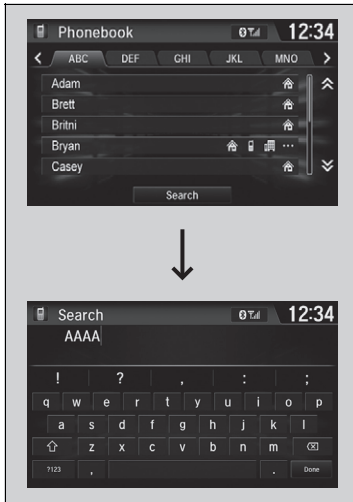 Phonebook 12:34
ABC DEF GHI JKL MNO
Adam
Brett
Britni
Bryan ...
Casey
Search
Search 12:34
AAAA
! ? , : ;
q w e r t y u i o p
a s d f g h j k l
z x c v b n m
?123 , . Done